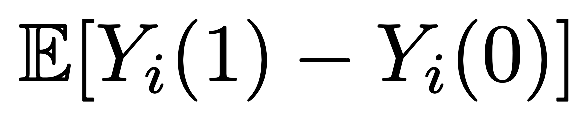 𝔼[Yᵢ(1) − Yᵢ(0)]